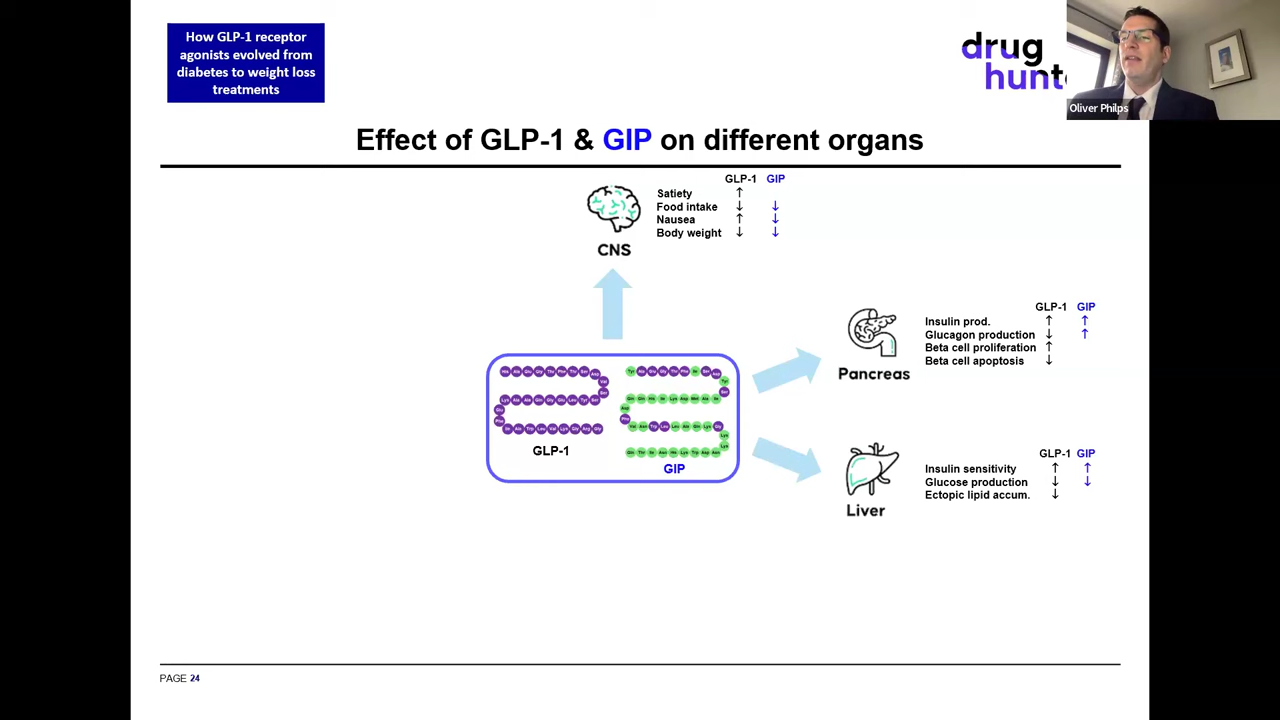 How GLP-1 receptor
agonists evolved from
diabetes to weight loss
treatments
drug
hunt
Oliver Philps
Effect of GLP-1 & GIP on different organs
GLP-1 GIP
Satiety ↑
Food intake ↓ ↓
Nausea ↑ ↓
Body weight ↓ ↓
CNS
GLP-1 GIP
Insulin prod. ↑ ↑
Glucagon production ↓ ↑
Beta cell proliferation ↑
Beta cell apoptosis ↓
Pancreas
GLP-1
GIP
GLP-1 GIP
Insulin sensitivity ↑ ↑
Glucose production ↓ ↓
Ectopic lipid accum. ↓
Liver
PAGE 24